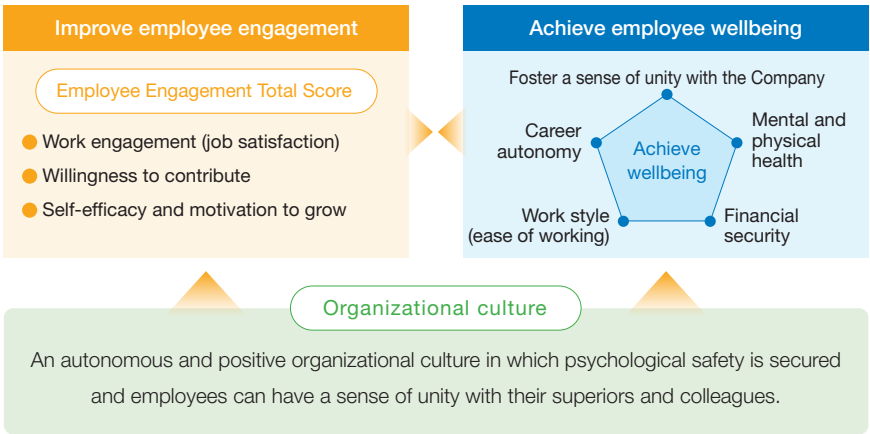 Improve employee engagement
Employee Engagement Total Score
Work engagement (job satisfaction)
Willingness to contribute
Self-efficacy and motivation to grow
Achieve employee wellbeing
Foster a sense of unity with the Company
Career
autonomy
Mental and
physical
health
Achieve
wellbeing
Work style
(ease of working)
Financial
security
Organizational culture
An autonomous and positive organizational culture in which psychological safety is secured
and employees can have a sense of unity with their superiors and colleagues.